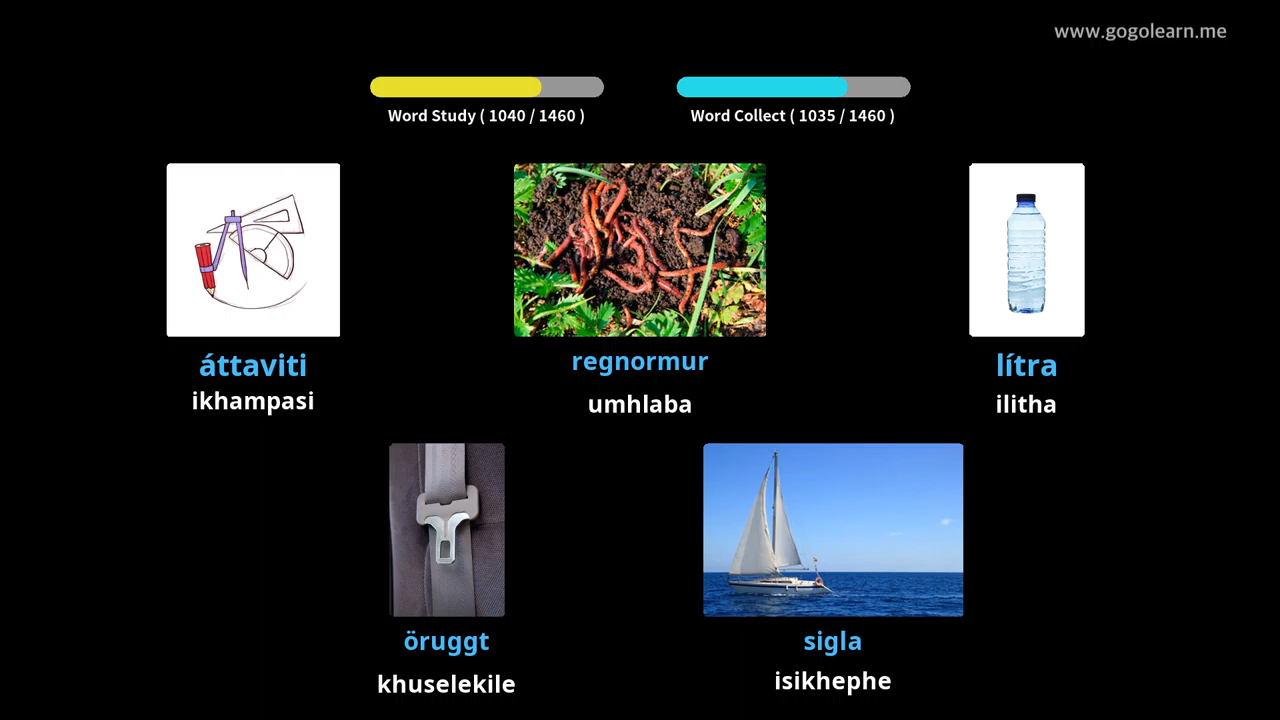 www.gogolearn.me
Word Study ( 1040 / 1460 )
Word Collect ( 1035 / 1460 )
áttaviti
ikhampasi
regnormur
umhlaba
lítra
ilitha
öruggt
khuselekile
sigla
isikhephe